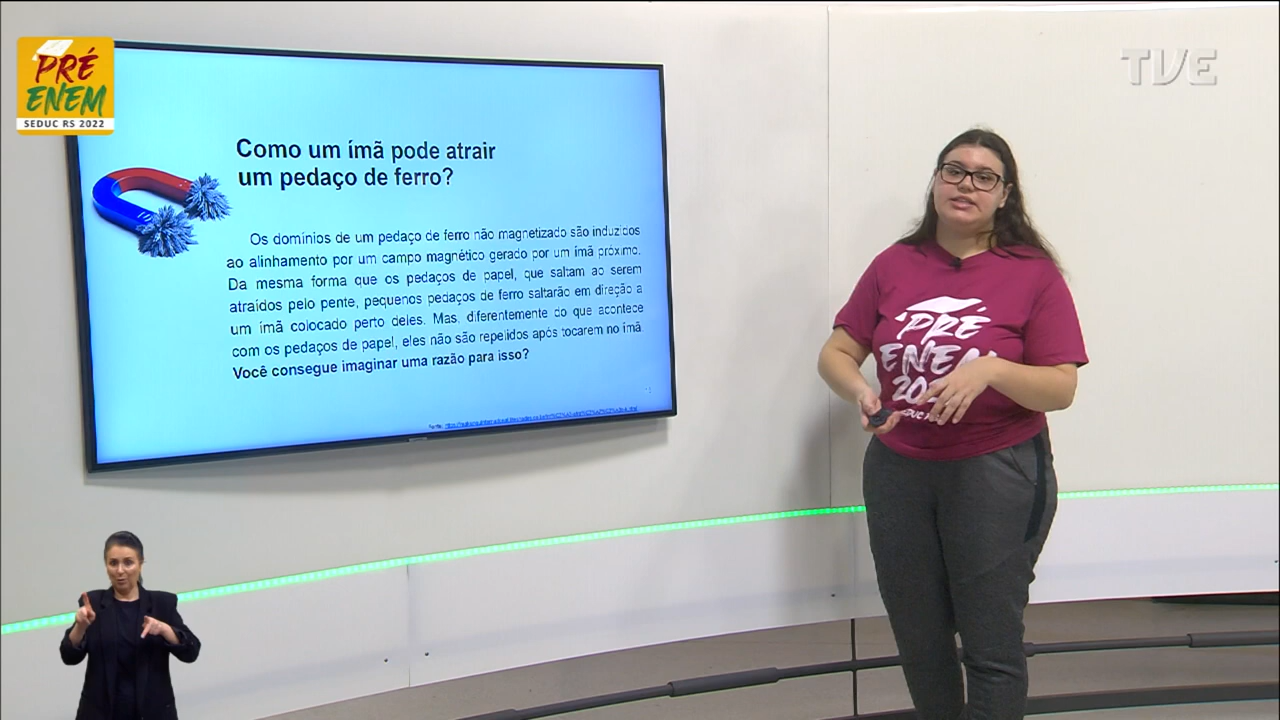 PRÉ
ENEM
SEDUC RS 2022
TVE
Como um ímã pode atrair
um pedaço de ferro?
Os domínios de um pedaço de ferro não magnetizado são induzidos
ao alinhamento por um campo magnético gerado por um ímã próximo.
Da mesma forma que os pedaços de papel, que saltam ao serem
atraídos pelo pente, pequenos pedaços de ferro saltarão em direção a
um ímã colocado perto deles. Mas, diferentemente do que acontece
com os pedaços de papel, eles não são repelidos após tocarem no ímã.
Você consegue imaginar uma razão para isso?
Fonte:
PRÉ
ENEM